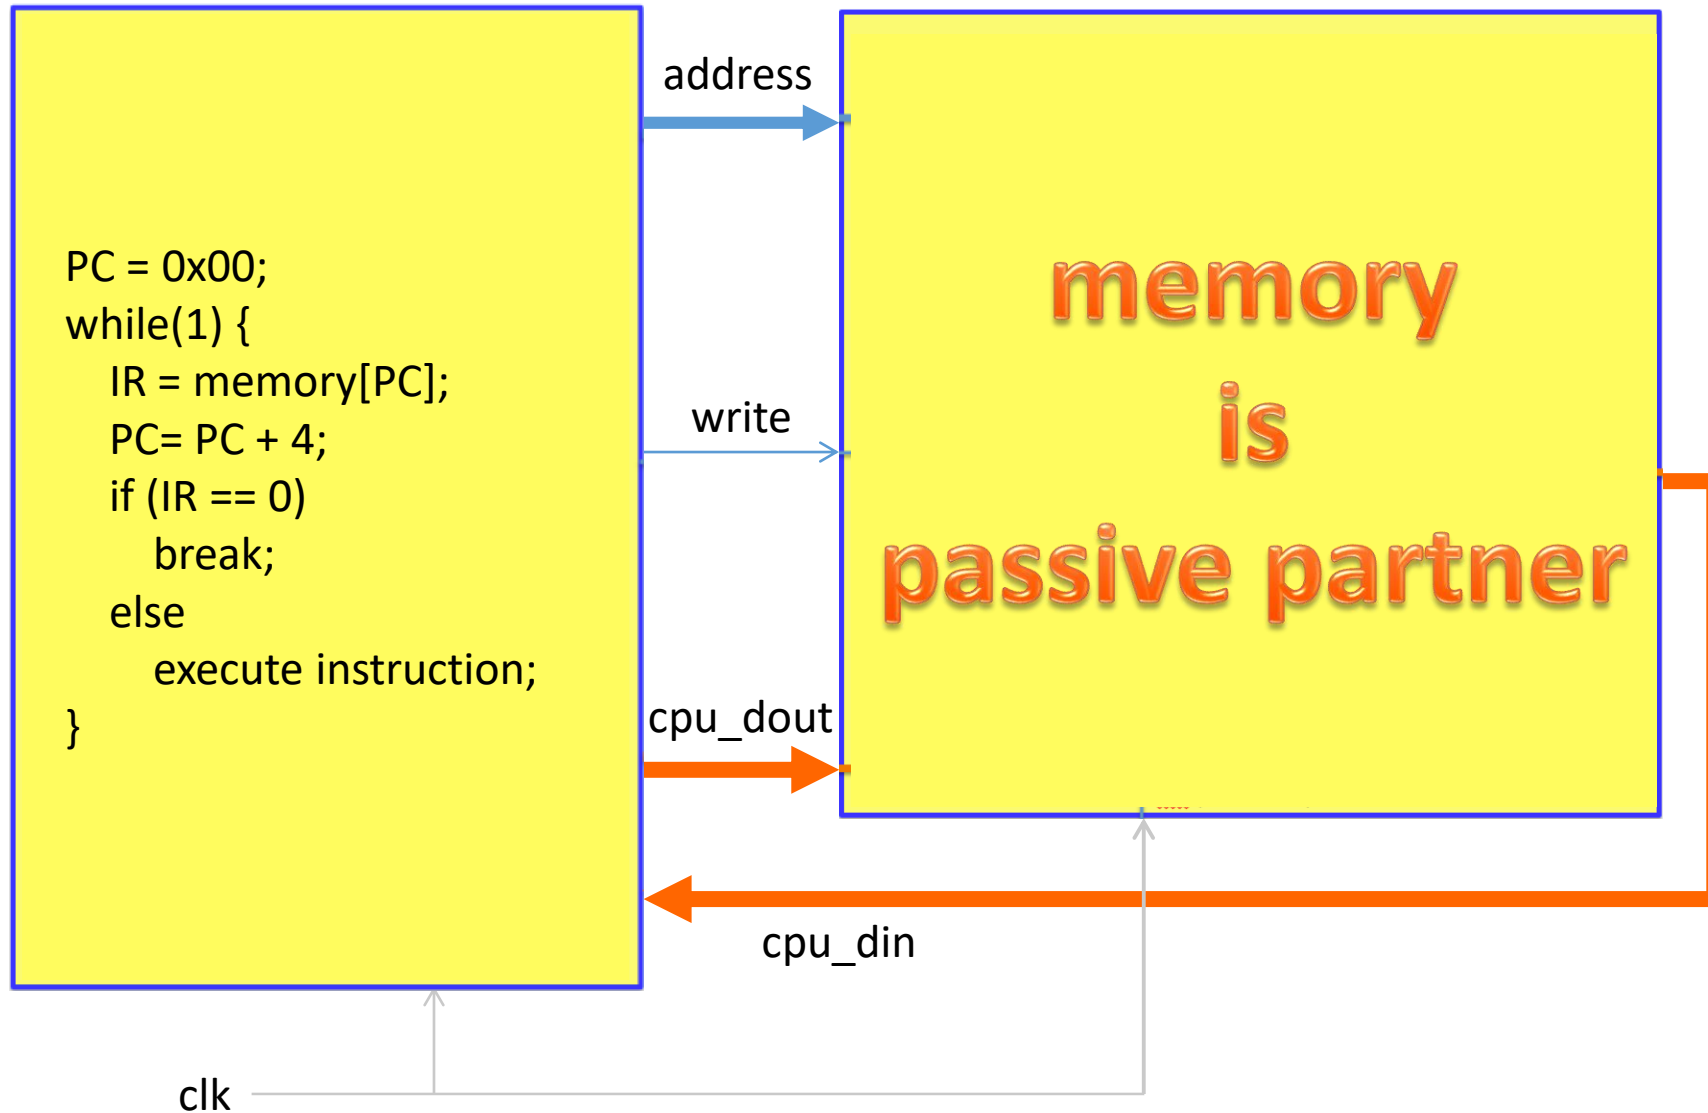 PC = 0x00;
while(1) {
IR = memory[PC];
PC= PC + 4;
if (IR == 0)
break;
else
execute instruction;
}
address
write
cpu_dout
cpu_din
memory
is
passive partner
clk